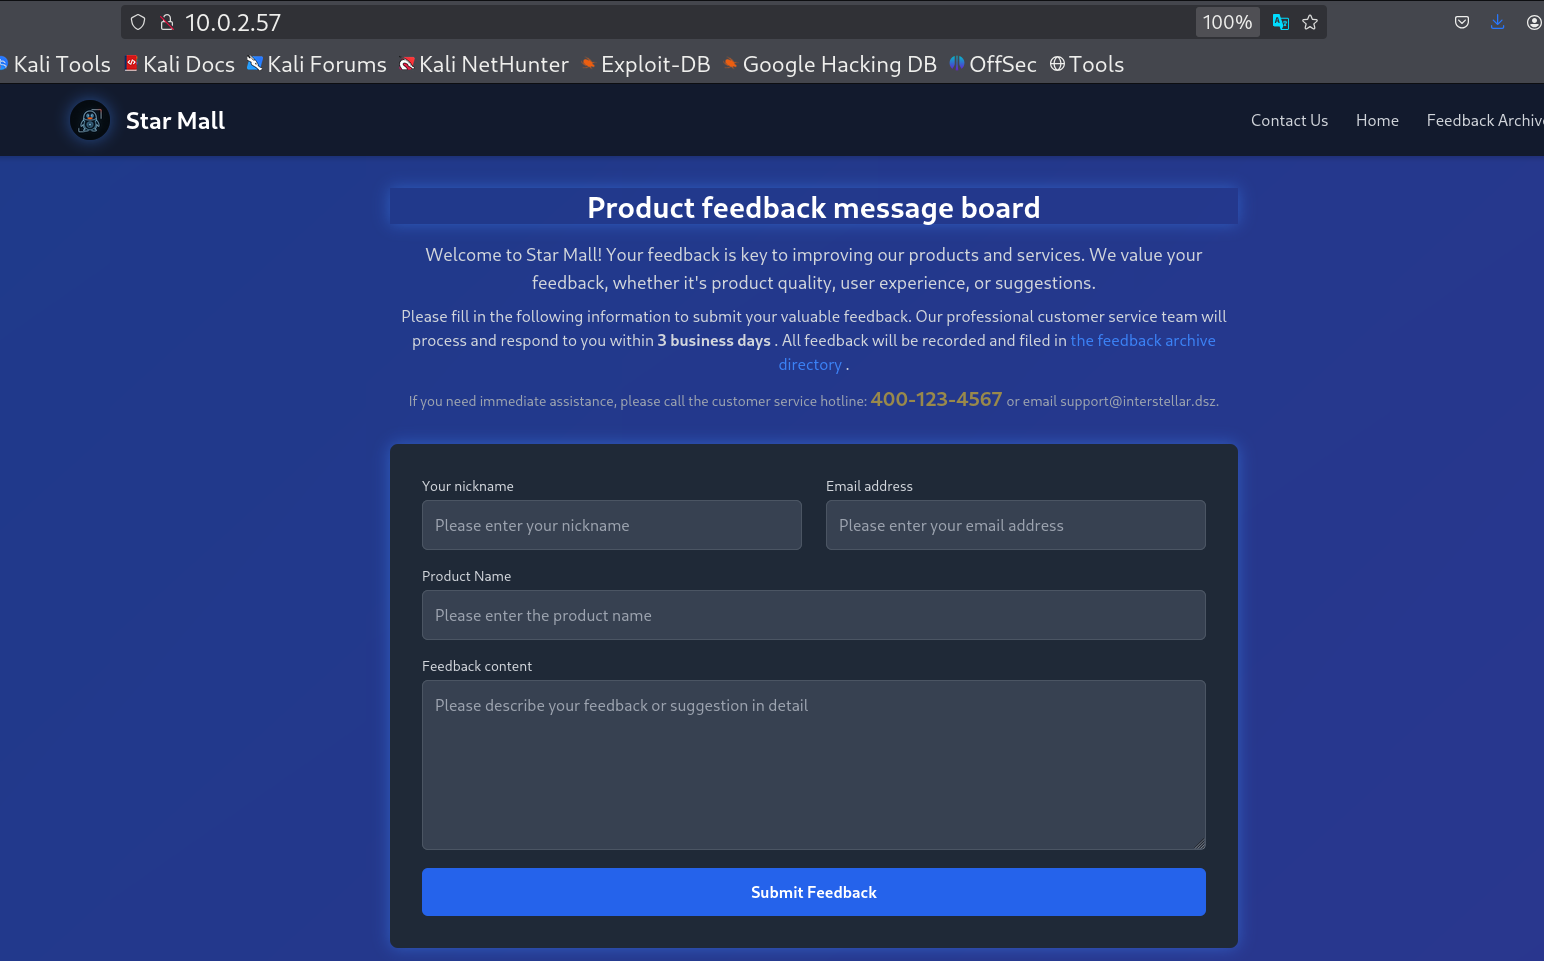 10.0.2.57
100%
Kali Tools Kali Docs Kali Forums Kali NetHunter Exploit-DB Google Hacking DB OffSec Tools
Star Mall
Contact Us Home Feedback Archiv
Product feedback message board
Welcome to Star Mall! Your feedback is key to improving our products and services. We value your
feedback, whether it's product quality, user experience, or suggestions.
Please fill in the following information to submit your valuable feedback. Our professional customer service team will
process and respond to you within 3 business days . All feedback will be recorded and filed in the feedback archive
directory .
If you need immediate assistance, please call the customer service hotline: 400-123-4567 or email support@interstellar.dsz.
Your nickname
Email address
Please enter your nickname
Please enter your email address
Product Name
Please enter the product name
Feedback content
Please describe your feedback or suggestion in detail
Submit Feedback